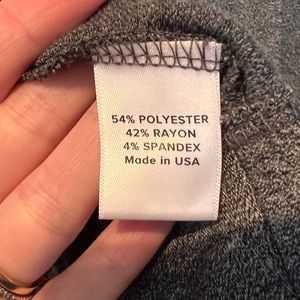 54% POLYESTER
42% RAYON
4% SPANDEX
Made in USA